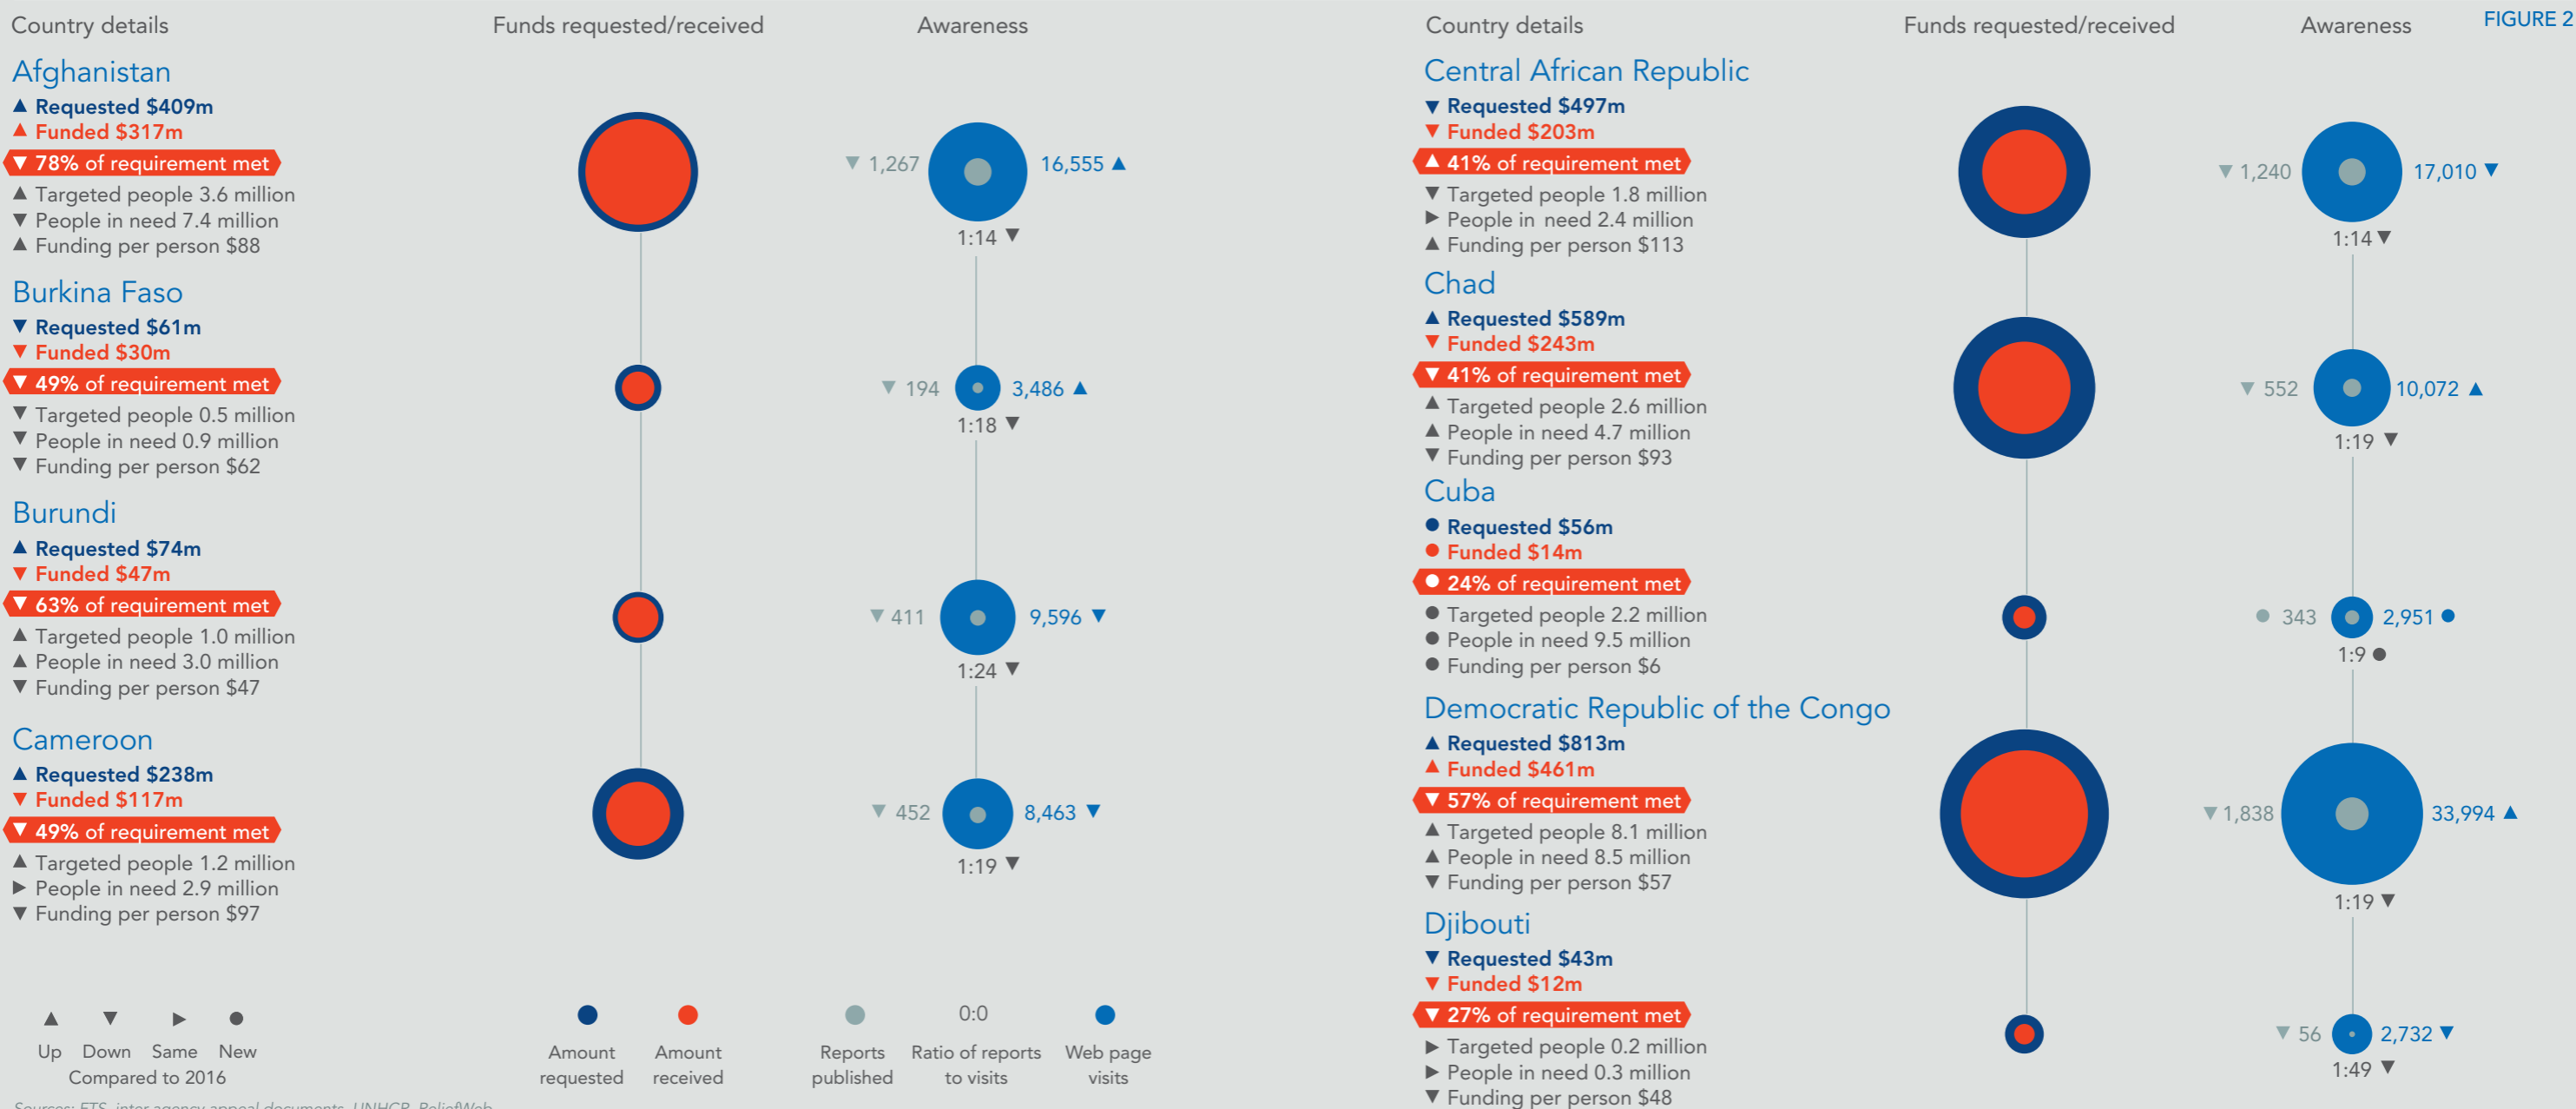 FIGURE 2
Country details Funds requested/received Awareness
Afghanistan
▲ Requested $409m
▲ Funded $317m
▼ 78% of requirement met
▲ Targeted people 3.6 million
▼ People in need 7.4 million
▲ Funding per person $88
▼ 1,267
16,555 ▲
1:14 ▼
Burkina Faso
▼ Requested $61m
▼ Funded $30m
▼ 49% of requirement met
▼ Targeted people 0.5 million
▼ People in need 0.9 million
▼ Funding per person $62
▼ 194
3,486 ▲
1:18 ▼
Burundi
▲ Requested $74m
▼ Funded $47m
▼ 63% of requirement met
▲ Targeted people 1.0 million
▲ People in need 3.0 million
▼ Funding per person $47
▼ 411
9,596 ▼
1:24 ▼
Cameroon
▲ Requested $238m
▼ Funded $117m
▼ 49% of requirement met
▲ Targeted people 1.2 million
▶ People in need 2.9 million
▼ Funding per person $97
▼ 452
8,463 ▼
1:19 ▼
Country details Funds requested/received Awareness
Central African Republic
▼ Requested $497m
▼ Funded $203m
▲ 41% of requirement met
▼ Targeted people 1.8 million
▶ People in need 2.4 million
▲ Funding per person $113
▼ 1,240
17,010 ▼
1:14 ▼
Chad
▲ Requested $589m
▼ Funded $243m
▼ 41% of requirement met
▲ Targeted people 2.6 million
▲ People in need 4.7 million
▼ Funding per person $93
▼ 552
10,072 ▲
1:19 ▼
Cuba
● Requested $56m
● Funded $14m
● 24% of requirement met
● Targeted people 2.2 million
● People in need 9.5 million
● Funding per person $6
● 343
2,951 ●
1:9 ●
Democratic Republic of the Congo
▲ Requested $813m
▲ Funded $461m
▼ 57% of requirement met
▲ Targeted people 8.1 million
▲ People in need 8.5 million
▼ Funding per person $57
▼ 1,838
33,994 ▲
1:19 ▼
Djibouti
▼ Requested $43m
▼ Funded $12m
▼ 27% of requirement met
▶ Targeted people 0.2 million
▶ People in need 0.3 million
▼ Funding per person $48
▼ 56
2,732 ▼
1:49 ▼
▲ ▼ ▶ ●
Up Down Same New
Compared to 2016
Amount
requested
Amount
received
Reports
published
0:0
Ratio of reports
to visits
Web page
visits
Sources: FTS, inter agency appeal documents, UNHCR, ReliefWeb